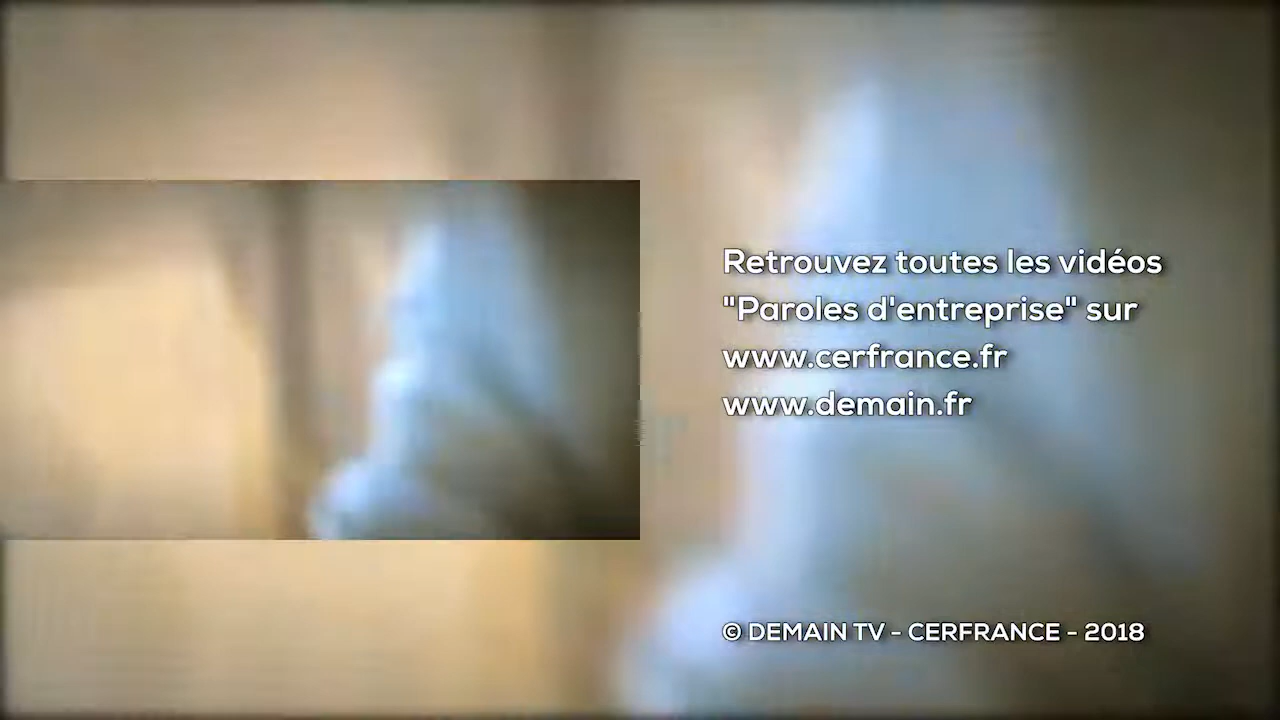 Retrouvez toutes les vidéos
"Paroles d'entreprise" sur
www.cerfrance.fr
www.demain.fr
© DEMAIN TV - CERFRANCE - 2018